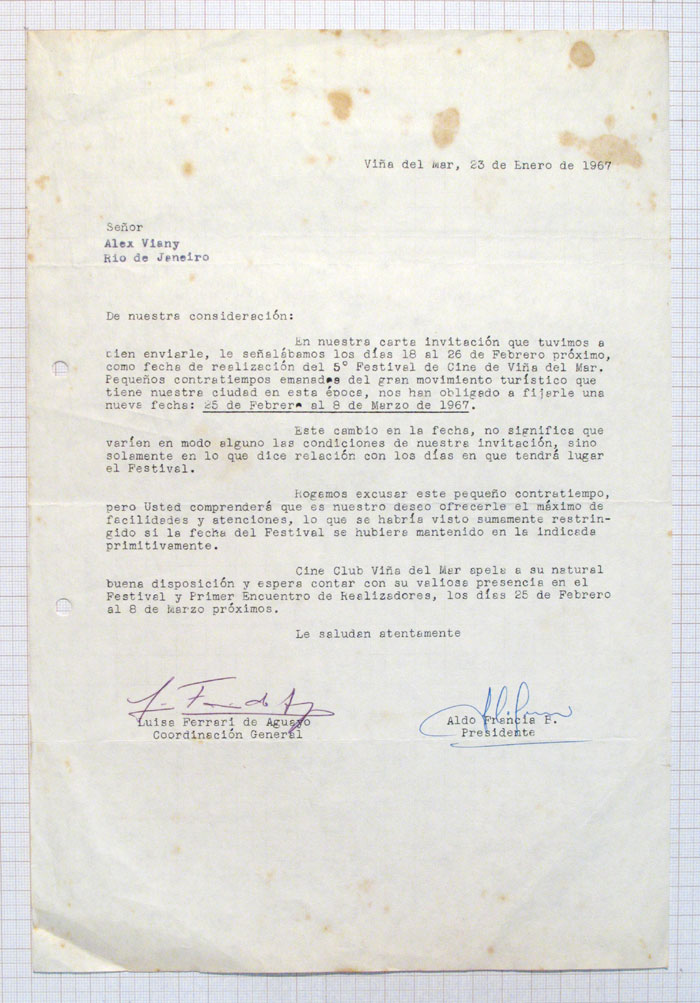 Viña del Mar, 23 de Enero de 1967
Señor
Alex Viany
Rio de Janeiro
De nuestra consideración:
En nuestra carta invitación que tuvimos a
bien enviarle, le señalábamos los días 18 al 26 de Febrero próximo,
como fecha de realización del 5° Festival de Cine de Viña del Mar.
Pequeños contratiempos emanados del gran movimiento turístico que
tiene nuestra ciudad en esta época, nos han obligado a fijarle una
nueva fecha: 25 de Febrero al 8 de Marzo de 1967.
Este cambio en la fecha, no significa que
varíen en modo alguno las condiciones de nuestra invitación, sino
solamente en lo que dice relación con los días en que tendrá lugar
el Festival.
Rogamos excusar este pequeño contratiempo,
pero Usted comprenderá que es nuestro deseo ofrecerle el máximo de
facilidades y atenciones, lo que se habría visto sumamente restrin-
gido si la fecha del Festival se hubiera mantenido en la indicada
primitivamente.
Cine Club Viña del Mar apela a su natural
buena disposición y espera contar con su valiosa presencia en el
Festival y Primer Encuentro de Realizadores, los días 25 de Febrero
al 8 de Marzo próximos.
Le saludan atentamente
Luisa Ferrari de Aguayo
Coordinación General
Aldo Francia B.
Presidente